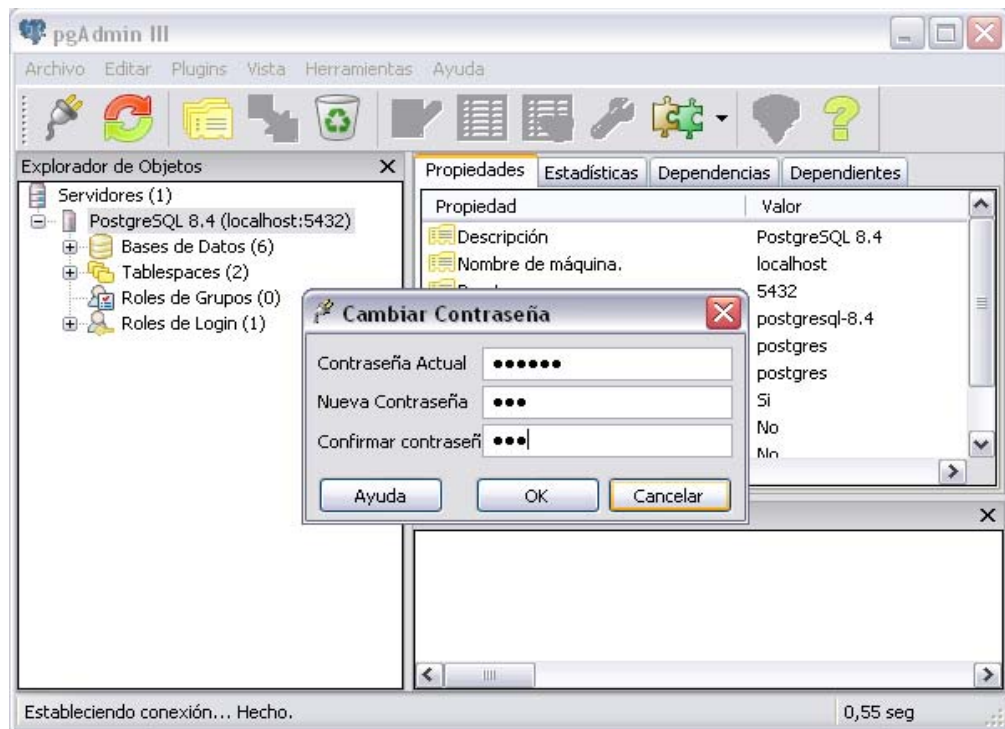 pgAdmin III
Archivo Editar Plugins Vista Herramientas Ayuda
Explorador de Objetos
Servidores (1)
PostgreSQL 8.4 (localhost:5432)
Bases de Datos (6)
Tablespaces (2)
Roles de Grupos (0)
Roles de Login (1)
Propiedades Estadísticas Dependencias Dependientes
Propiedad Valor
Descripción PostgreSQL 8.4
Nombre de máquina. localhost
5432
postgresql-8.4
postgres
postgres
Si
No
No
Cambiar Contraseña
Contraseña Actual ••••••
Nueva Contraseña •••
Confirmar contraseñ •••
Ayuda OK Cancelar
Estableciendo conexión... Hecho. 0,55 seg